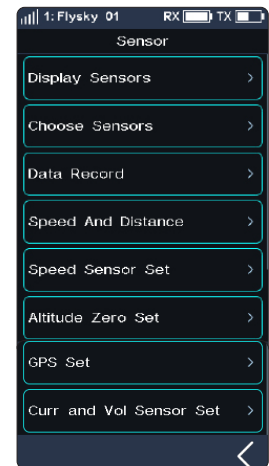 1: Flysky 01 RX TX
Sensor
Display Sensors
Choose Sensors
Data Record
Speed And Distance
Speed Sensor Set
Altitude Zero Set
GPS Set
Curr and Vol Sensor Set